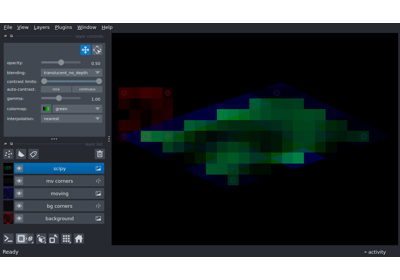 File View Layers Plugins Window Help
opacity: 0.50
blending: translucent_no_depth
contrast limits:
auto-contrast: once continuous
gamma: 1.00
colormap: green
interpolation: nearest
scipy
mv corners
moving
bg corners
background
Ready
activity